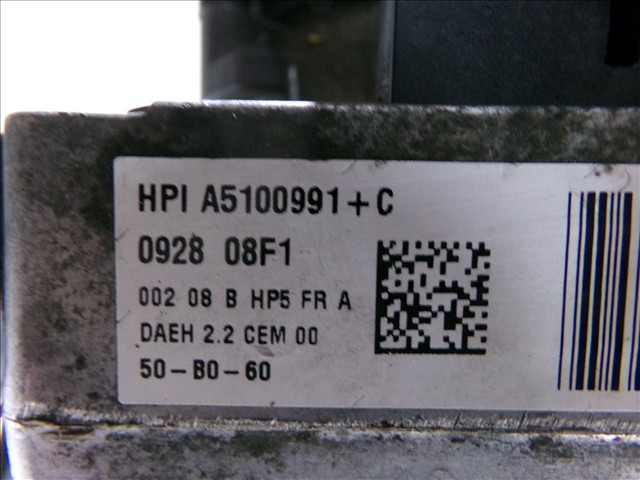 HPI A5100991+C
0928 08F1
002 08 B HP5 FR A
DAEH 2.2 CEM 00
50-B0-60